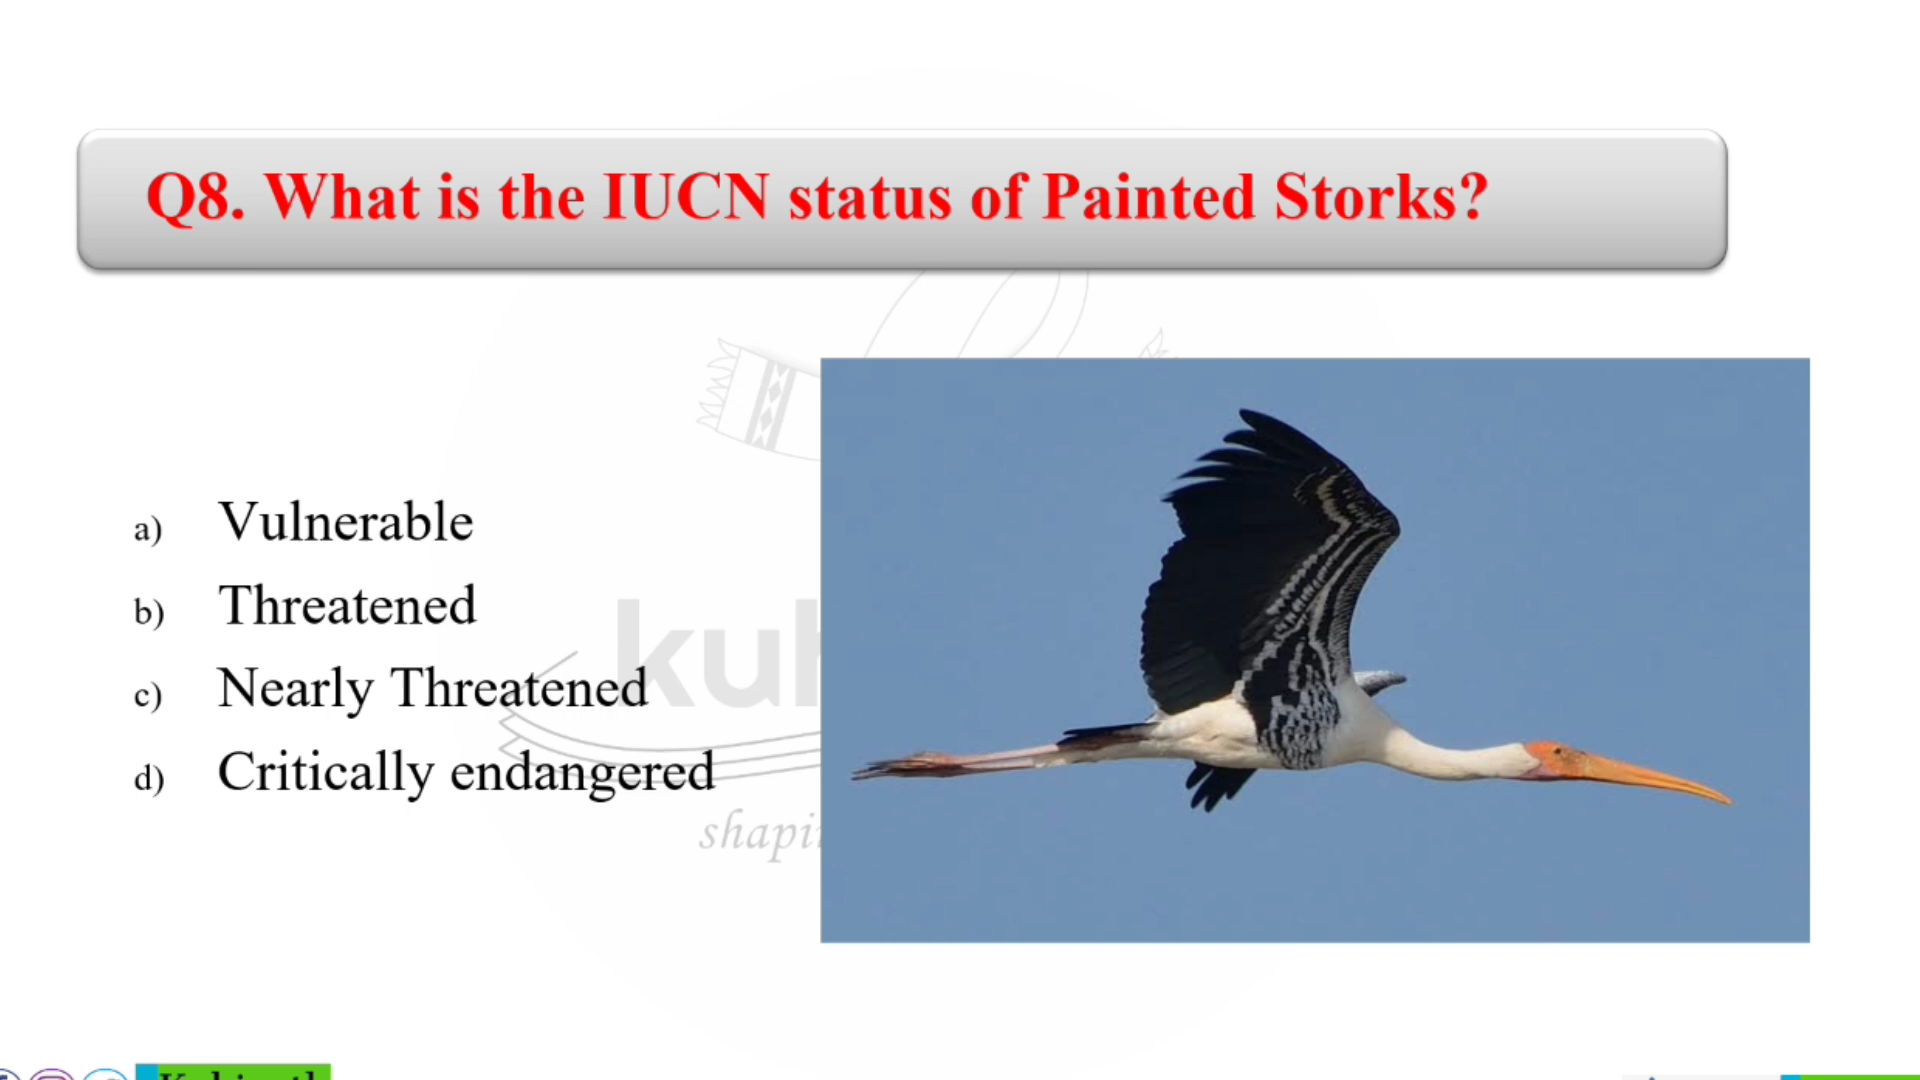 Q8. What is the IUCN status of Painted Storks?
a) Vulnerable
b) Threatened
c) Nearly Threatened
d) Critically endangered